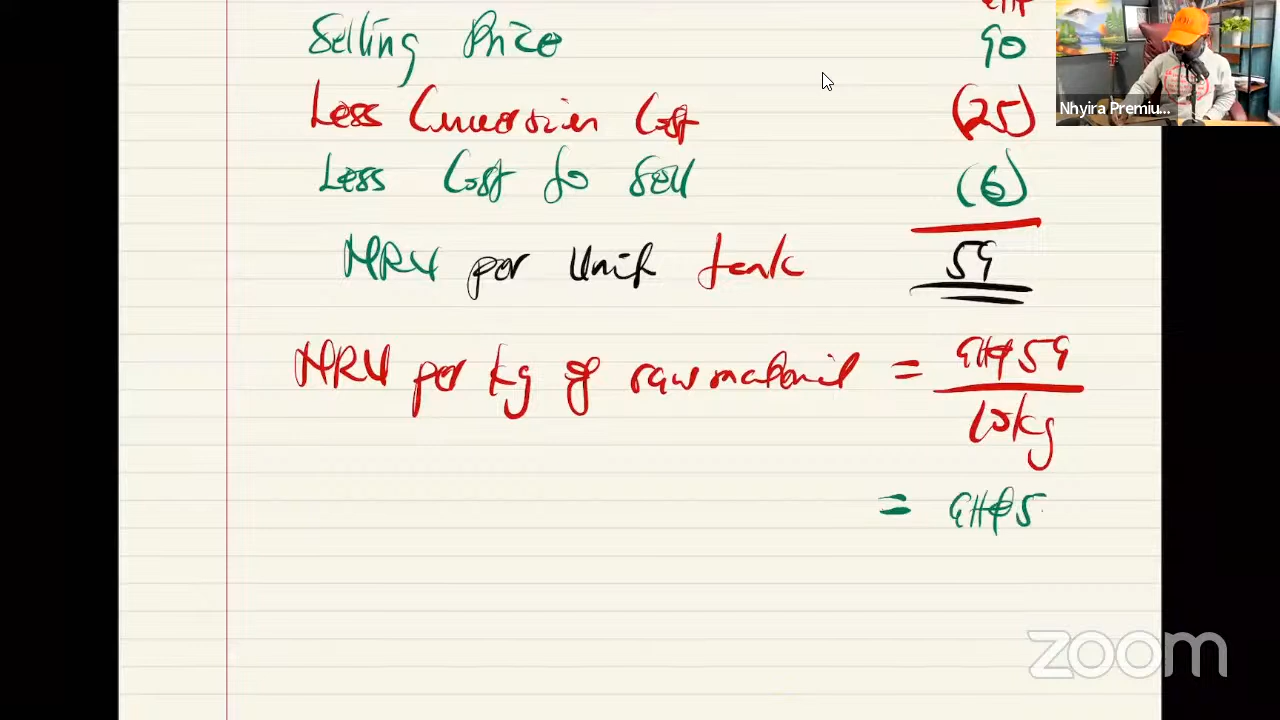 GH¢
Selling Price 90
Less Conversion Cost (25)
Less Cost to Sell (6)
NRV per Unit tank 59
NRV per kg of raw material = GH¢59
10kg
= GH¢5.
Nhyira Premiu...
zoom